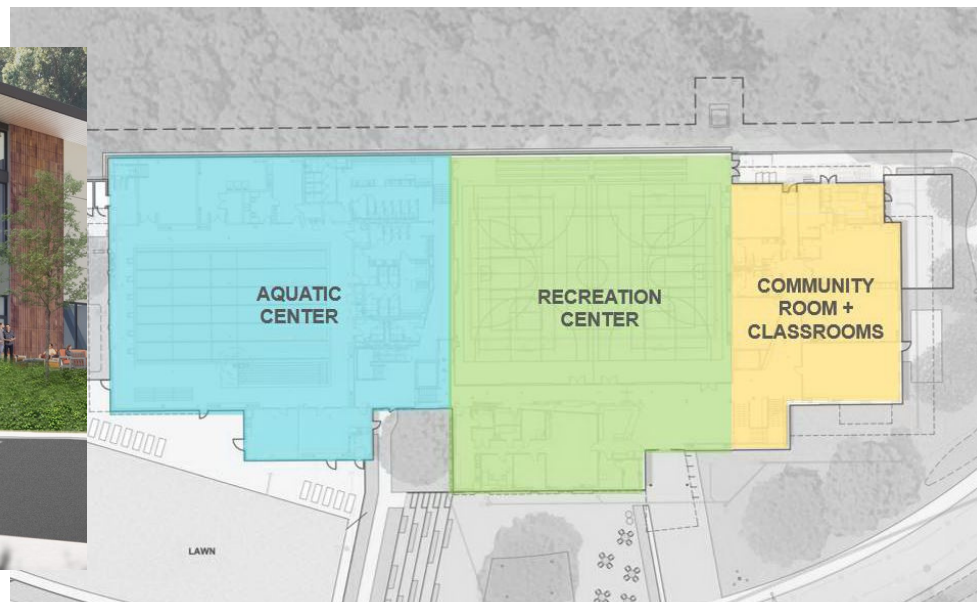 AQUATIC
CENTER
RECREATION
CENTER
COMMUNITY
ROOM +
CLASSROOMS
LAWN